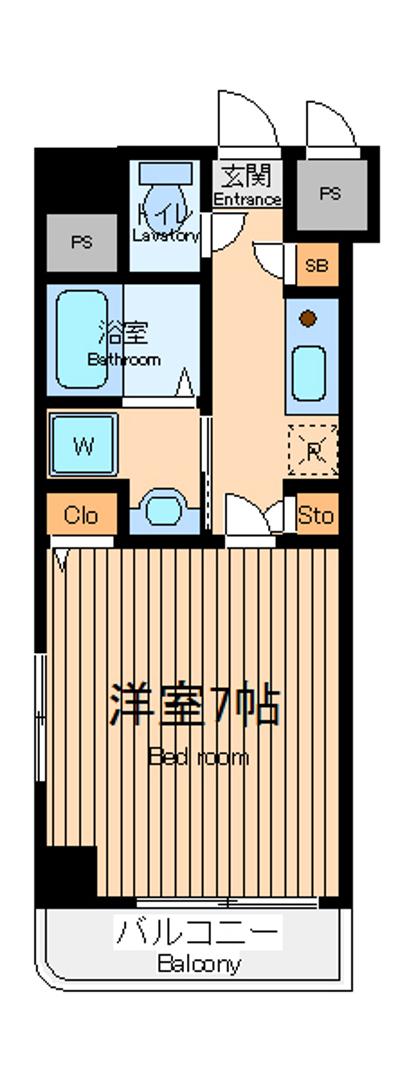 玄関
Entrance
PS
トイレ
Lavatory
PS
SB
浴室
Bathroom
W
R
Clo
Sto
洋室7帖
Bed room
バルコニー
Balcony